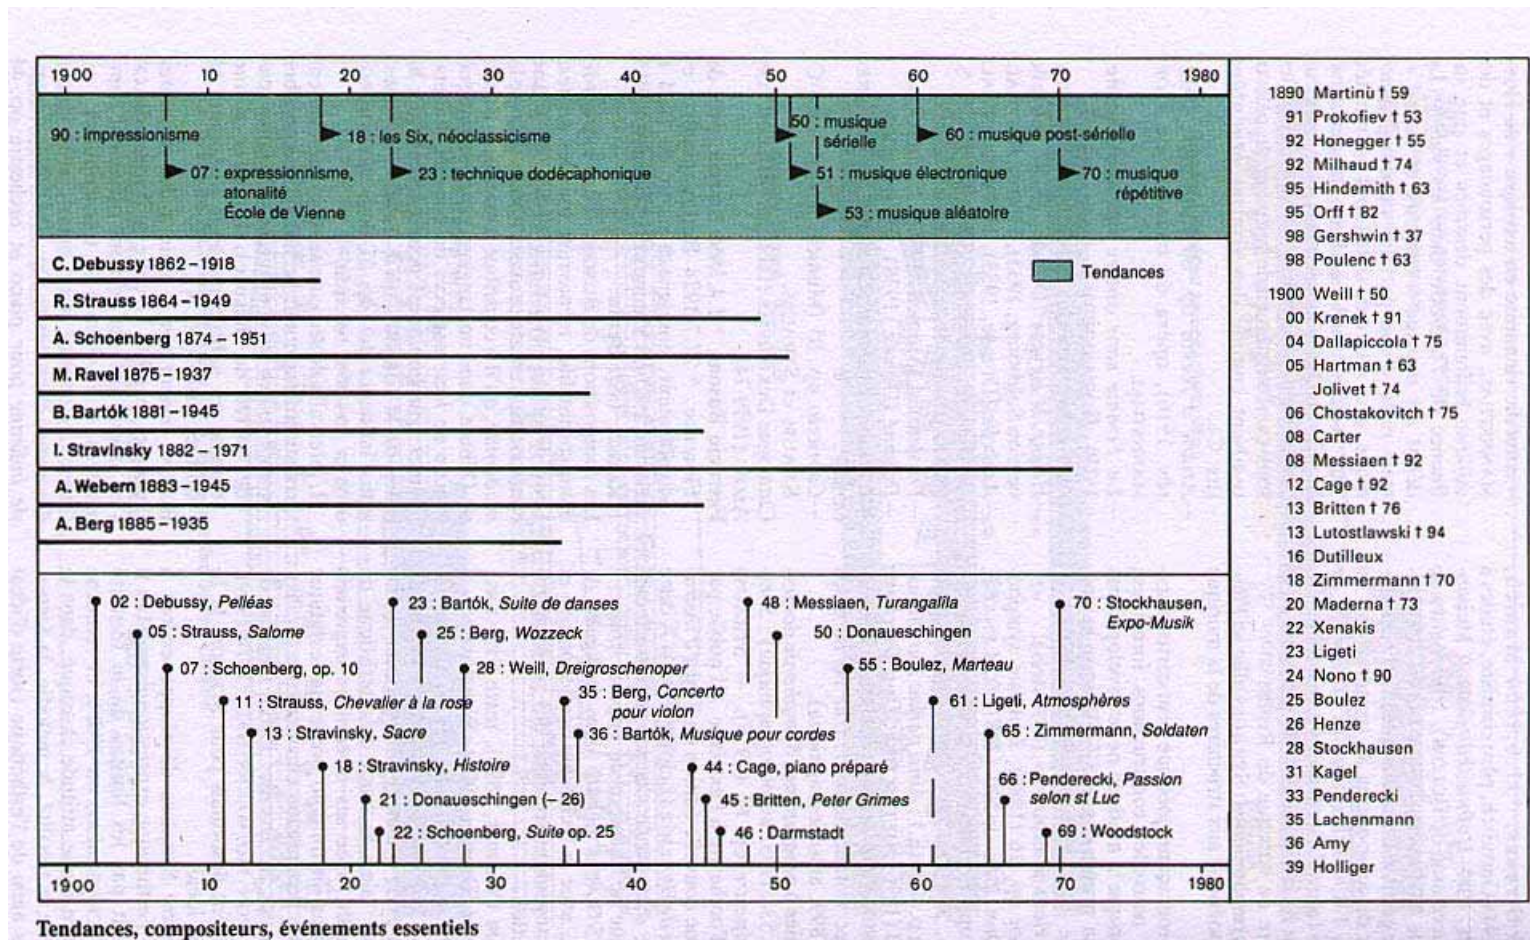 1900 10 20 30 40 50 60 70 1980
90 : impressionisme
18 : les Six, néoclassicisme
50 : musique
sérielle
60 : musique post-sérielle
07 : expressionnisme,
atonalité
École de Vienne
23 : technique dodécaphonique
51 : musique électronique
70 : musique
répétitive
53 : musique aléatoire
Tendances
C. Debussy 1862–1918
R. Strauss 1864–1949
À. Schoenberg 1874–1951
M. Ravel 1875–1937
B. Bartók 1881–1945
I. Stravinsky 1882–1971
A. Webern 1883–1945
A. Berg 1885–1935
02 : Debussy, Pelléas
05 : Strauss, Salome
07 : Schoenberg, op. 10
11 : Strauss, Chevalier à la rose
13 : Stravinsky, Sacre
18 : Stravinsky, Histoire
21 : Donaueschingen (– 26)
22 : Schoenberg, Suite op. 25
23 : Bartók, Suite de danses
25 : Berg, Wozzeck
28 : Weill, Dreigroschenoper
35 : Berg, Concerto
pour violon
36 : Bartók, Musique pour cordes
44 : Cage, piano préparé
45 : Britten, Peter Grimes
46 : Darmstadt
48 : Messiaen, Turangalîla
50 : Donaueschingen
55 : Boulez, Marteau
61 : Ligeti, Atmosphères
65 : Zimmermann, Soldaten
66 : Penderecki, Passion
selon st Luc
69 : Woodstock
70 : Stockhausen,
Expo-Musik
1900 10 20 30 40 50 60 70 1980
1890 Martinù † 59
91 Prokofiev † 53
92 Honegger † 55
92 Milhaud † 74
95 Hindemith † 63
95 Orff † 82
98 Gershwin † 37
98 Poulenc † 63
1900 Weill † 50
00 Krenek † 91
04 Dallapiccola † 75
05 Hartman † 63
Jolivet † 74
06 Chostakovitch † 75
08 Carter
08 Messiaen † 92
12 Cage † 92
13 Britten † 76
13 Lutostlawski † 94
16 Dutilleux
18 Zimmermann † 70
20 Maderna † 73
22 Xenakis
23 Ligeti
24 Nono † 90
25 Boulez
26 Henze
28 Stockhausen
31 Kagel
33 Penderecki
35 Lachenmann
36 Amy
39 Holliger
Tendances, compositeurs, événements essentiels